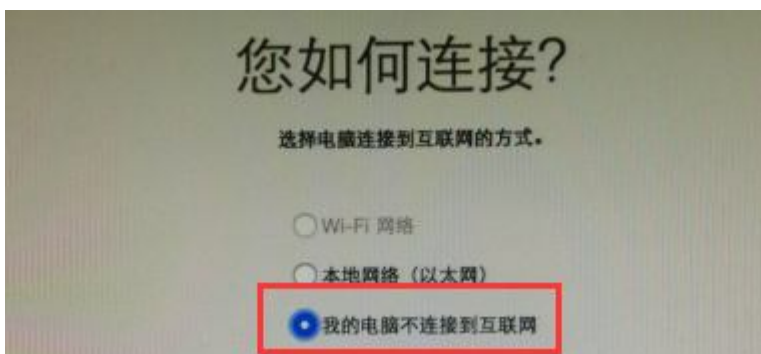 您如何连接?
选择电脑连接到互联网的方式。
Wi-Fi 网络
本地网络（以太网）
我的电脑不连接到互联网